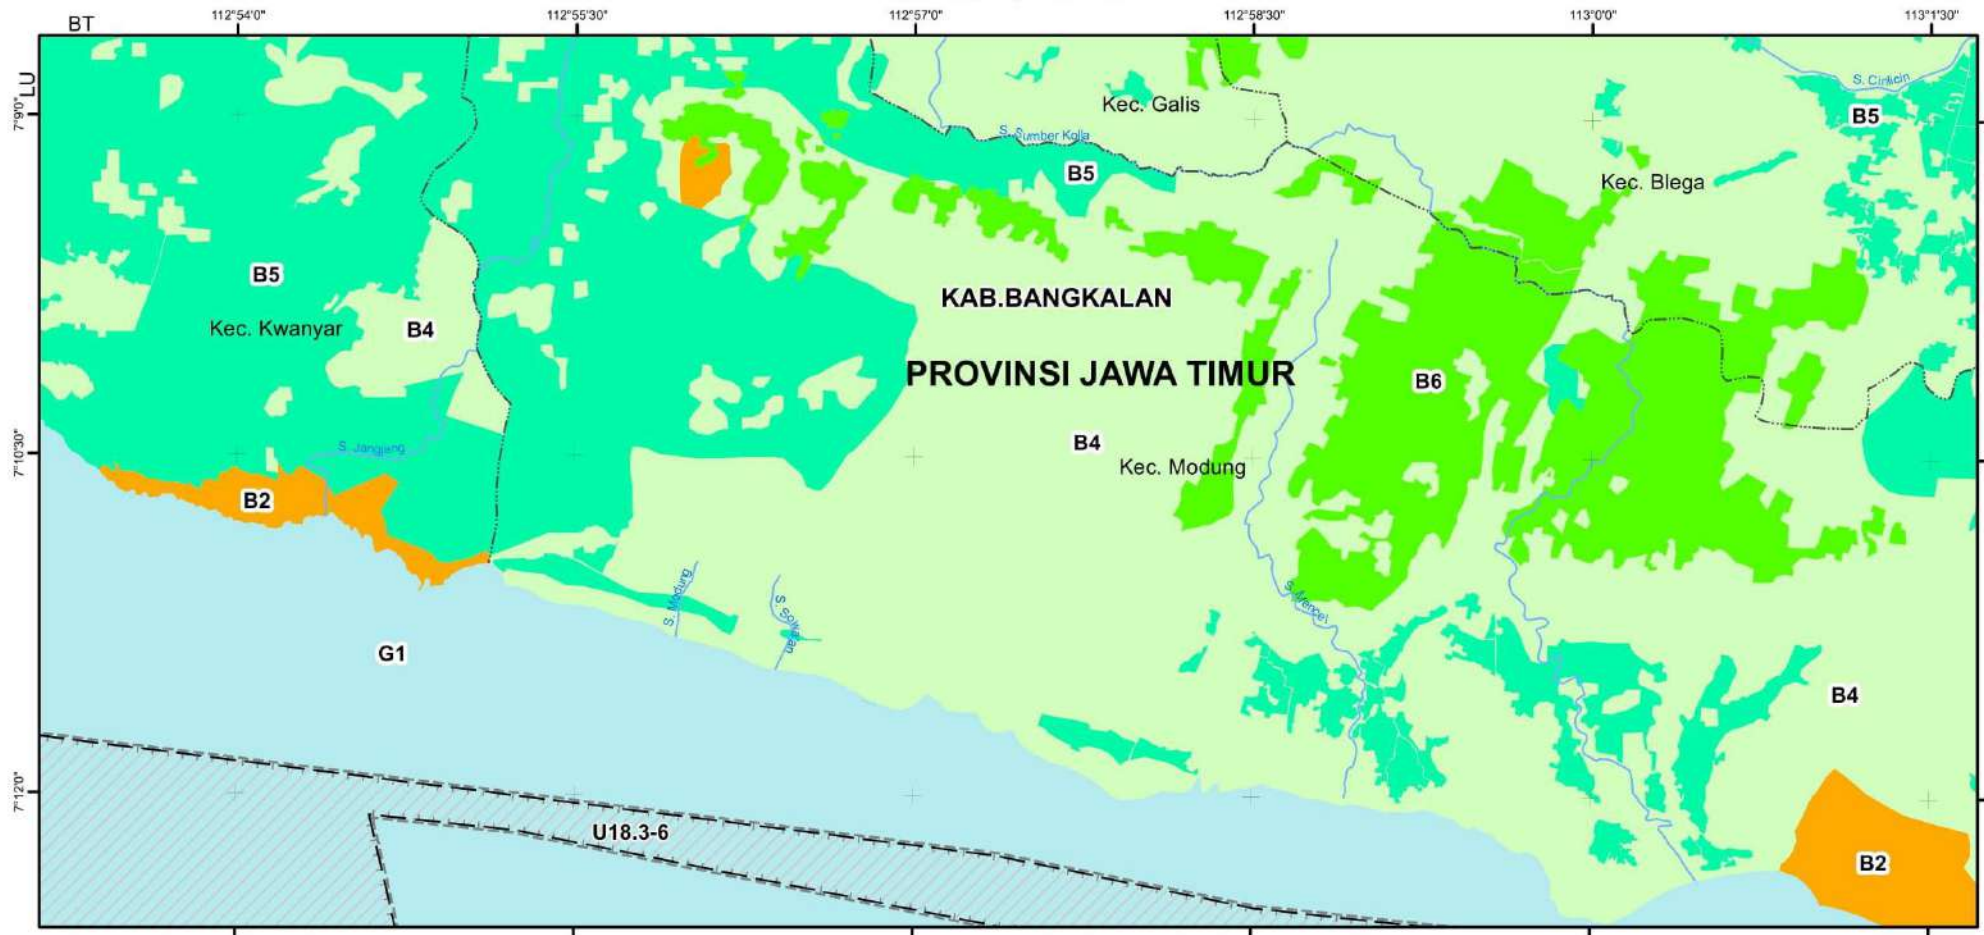 BT
112°54'0"
112°55'30"
112°57'0"
112°58'30"
113°0'0"
113°1'30"
LU
7°9'0"
7°10'30"
7°12'0"
S. Cinlicin
Kec. Galis
B5
S. Sumber Kolla
B5
Kec. Blega
B5
KAB.BANGKALAN
Kec. Kwanyar
B4
PROVINSI JAWA TIMUR
B6
B4
S. Jangjang
Kec. Modung
B2
S. Modung
S. Sowaan
S. Mencel
G1
B4
U18.3-6
B2